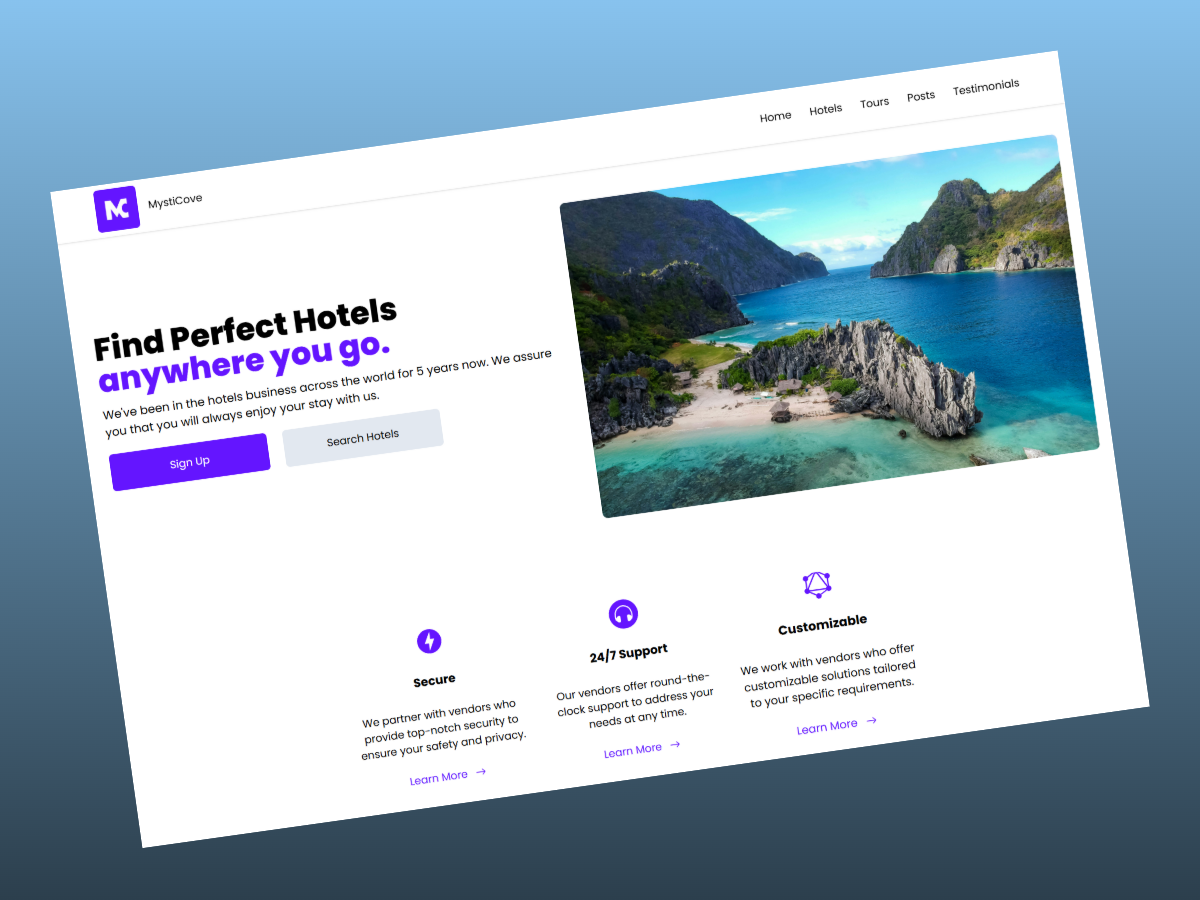 MC
MystiCove
Home Hotels Tours Posts Testimonials
Find Perfect Hotels
anywhere you go.
We've been in the hotels business across the world for 5 years now. We assure
you that you will always enjoy your stay with us.
Sign Up
Search Hotels
Secure
We partner with vendors who
provide top-notch security to
ensure your safety and privacy.
Learn More →
24/7 Support
Our vendors offer round-the-
clock support to address your
needs at any time.
Learn More →
Customizable
We work with vendors who offer
customizable solutions tailored
to your specific requirements.
Learn More →